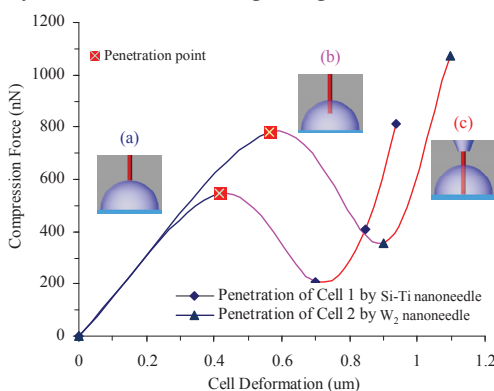 1200
1000
800
600
400
200
0
Compression Force (nN)
Penetration point
(a)
(b)
(c)
Penetration of Cell 1 by Si-Ti nanoneedle
Penetration of Cell 2 by W2 nanoneedle
0 0.2 0.4 0.6 0.8 1 1.2
Cell Deformation (um)